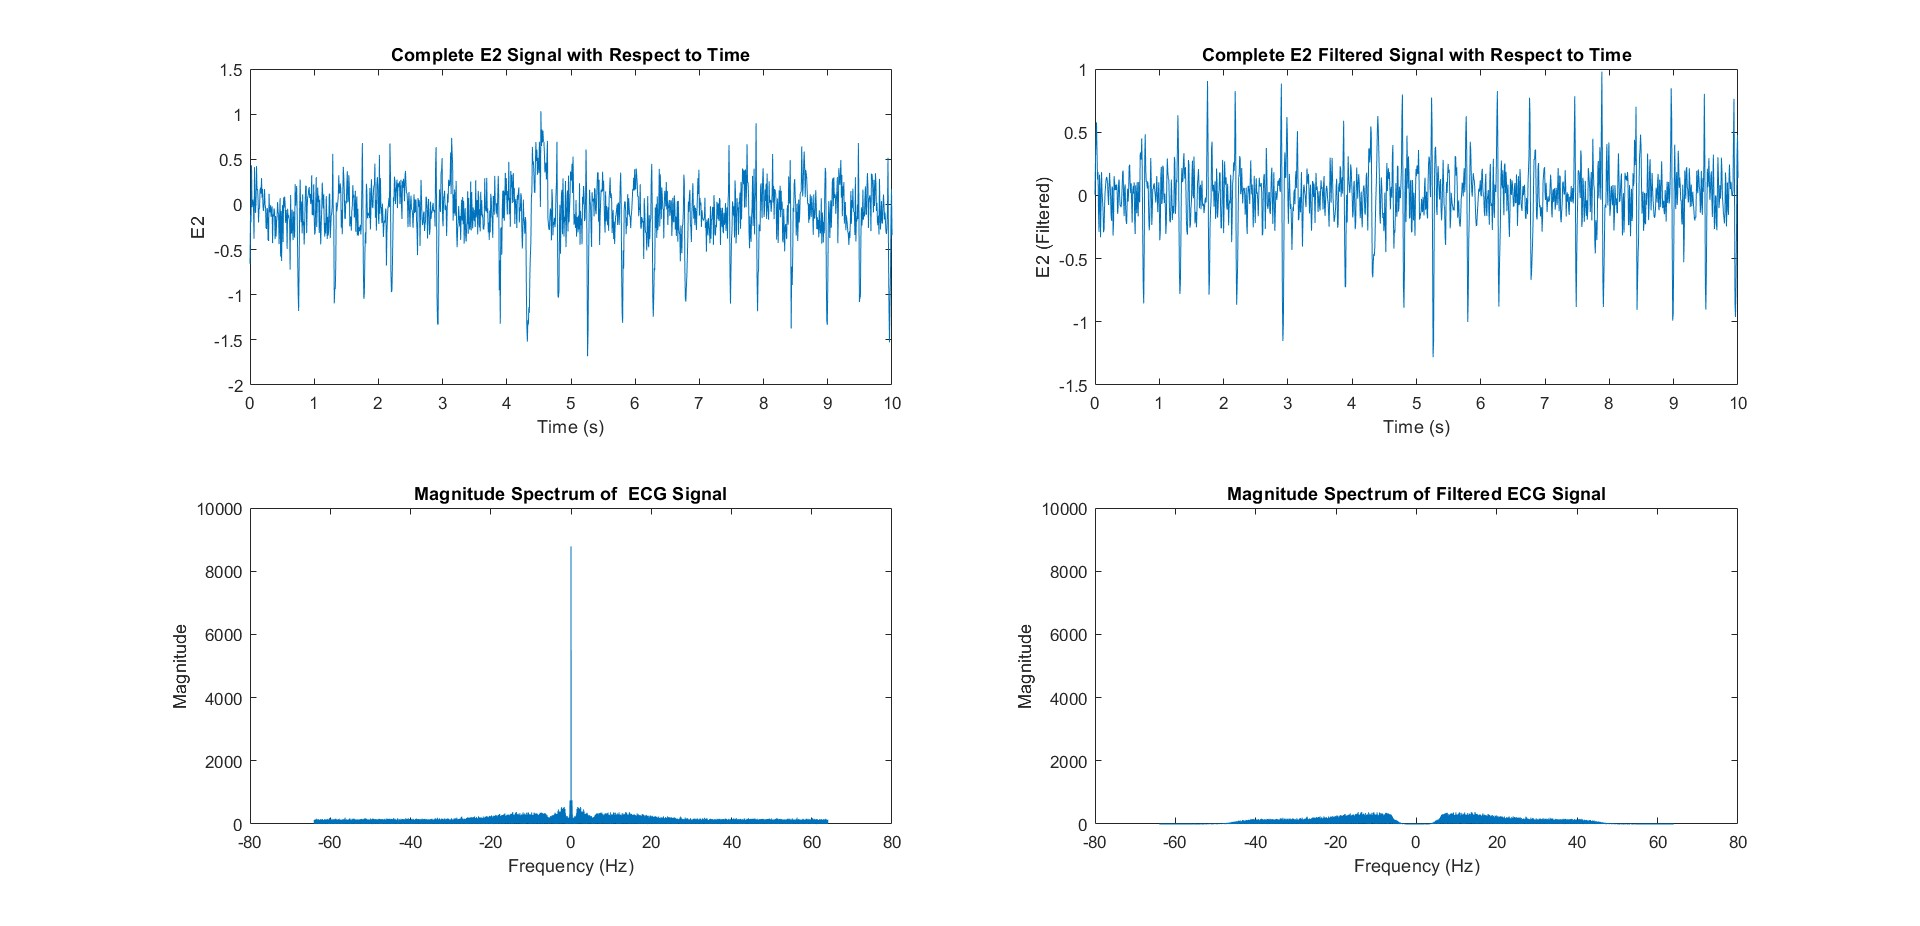 Complete E2 Signal with Respect to Time
1.5
1
0.5
0
-0.5
-1
-1.5
-2
E2
0 1 2 3 4 5 6 7 8 9 10
Time (s)
Complete E2 Filtered Signal with Respect to Time
1
0.5
0
-0.5
-1
-1.5
E2 (Filtered)
0 1 2 3 4 5 6 7 8 9 10
Time (s)
Magnitude Spectrum of  ECG Signal
10000
8000
6000
4000
2000
0
Magnitude
-80 -60 -40 -20 0 20 40 60 80
Frequency (Hz)
Magnitude Spectrum of Filtered ECG Signal
10000
8000
6000
4000
2000
0
Magnitude
-80 -60 -40 -20 0 20 40 60 80
Frequency (Hz)